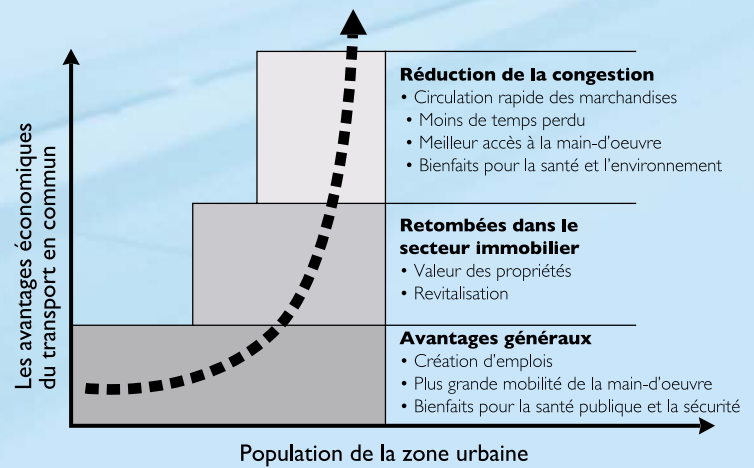 Les avantages économiques
du transport en commun
Réduction de la congestion
• Circulation rapide des marchandises
• Moins de temps perdu
• Meilleur accès à la main-d'oeuvre
• Bienfaits pour la santé et l'environnement
Retombées dans le
secteur immobilier
• Valeur des propriétés
• Revitalisation
Avantages généraux
• Création d'emplois
• Plus grande mobilité de la main-d'oeuvre
• Bienfaits pour la santé publique et la sécurité
Population de la zone urbaine